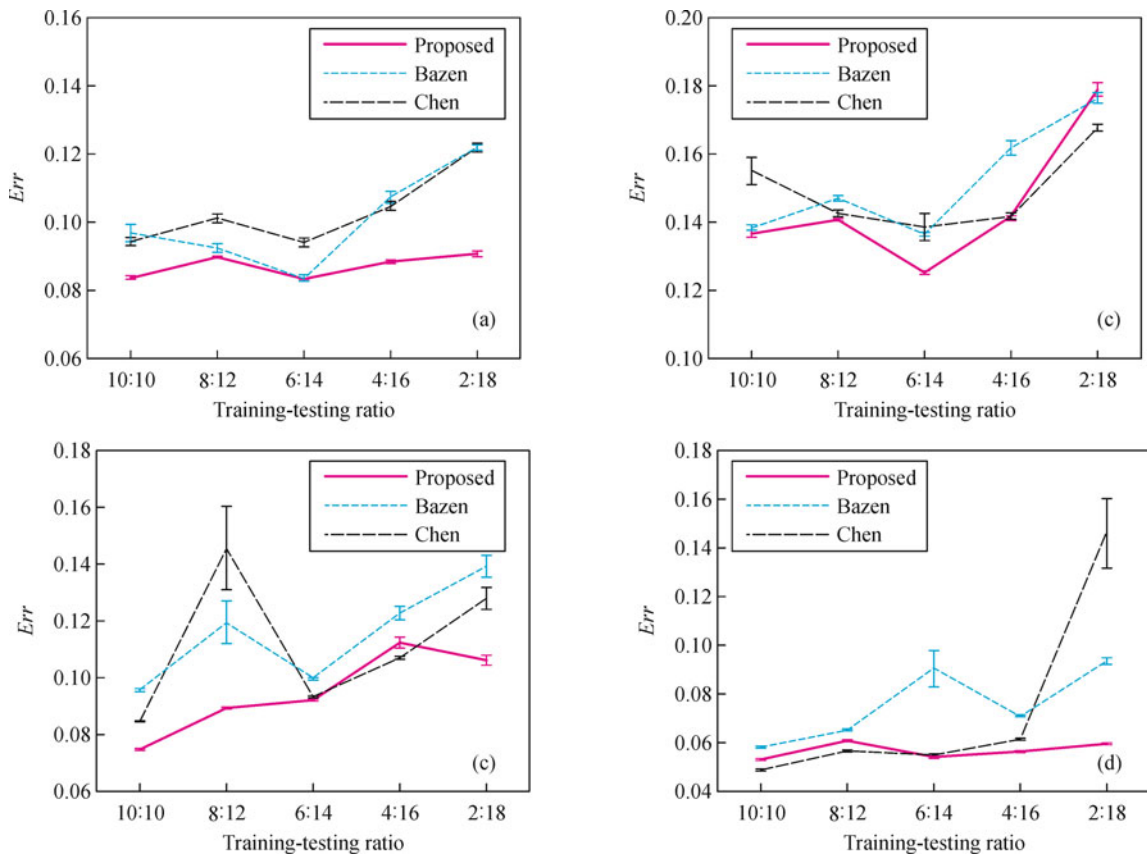 0.16
0.14
0.12
0.10
0.08
0.06
Err
Proposed
Bazen
Chen
(a)
10:10 8:12 6:14 4:16 2:18
Training-testing ratio
0.20
0.18
0.16
0.14
0.12
0.10
Err
Proposed
Bazen
Chen
(c)
10:10 8:12 6:14 4:16 2:18
Training-testing ratio
0.18
0.16
0.14
0.12
0.10
0.08
0.06
Err
Proposed
Bazen
Chen
(c)
10:10 8:12 6:14 4:16 2:18
Training-testing ratio
0.18
0.16
0.14
0.12
0.10
0.08
0.06
0.04
Err
Proposed
Bazen
Chen
(d)
10:10 8:12 6:14 4:16 2:18
Training-testing ratio